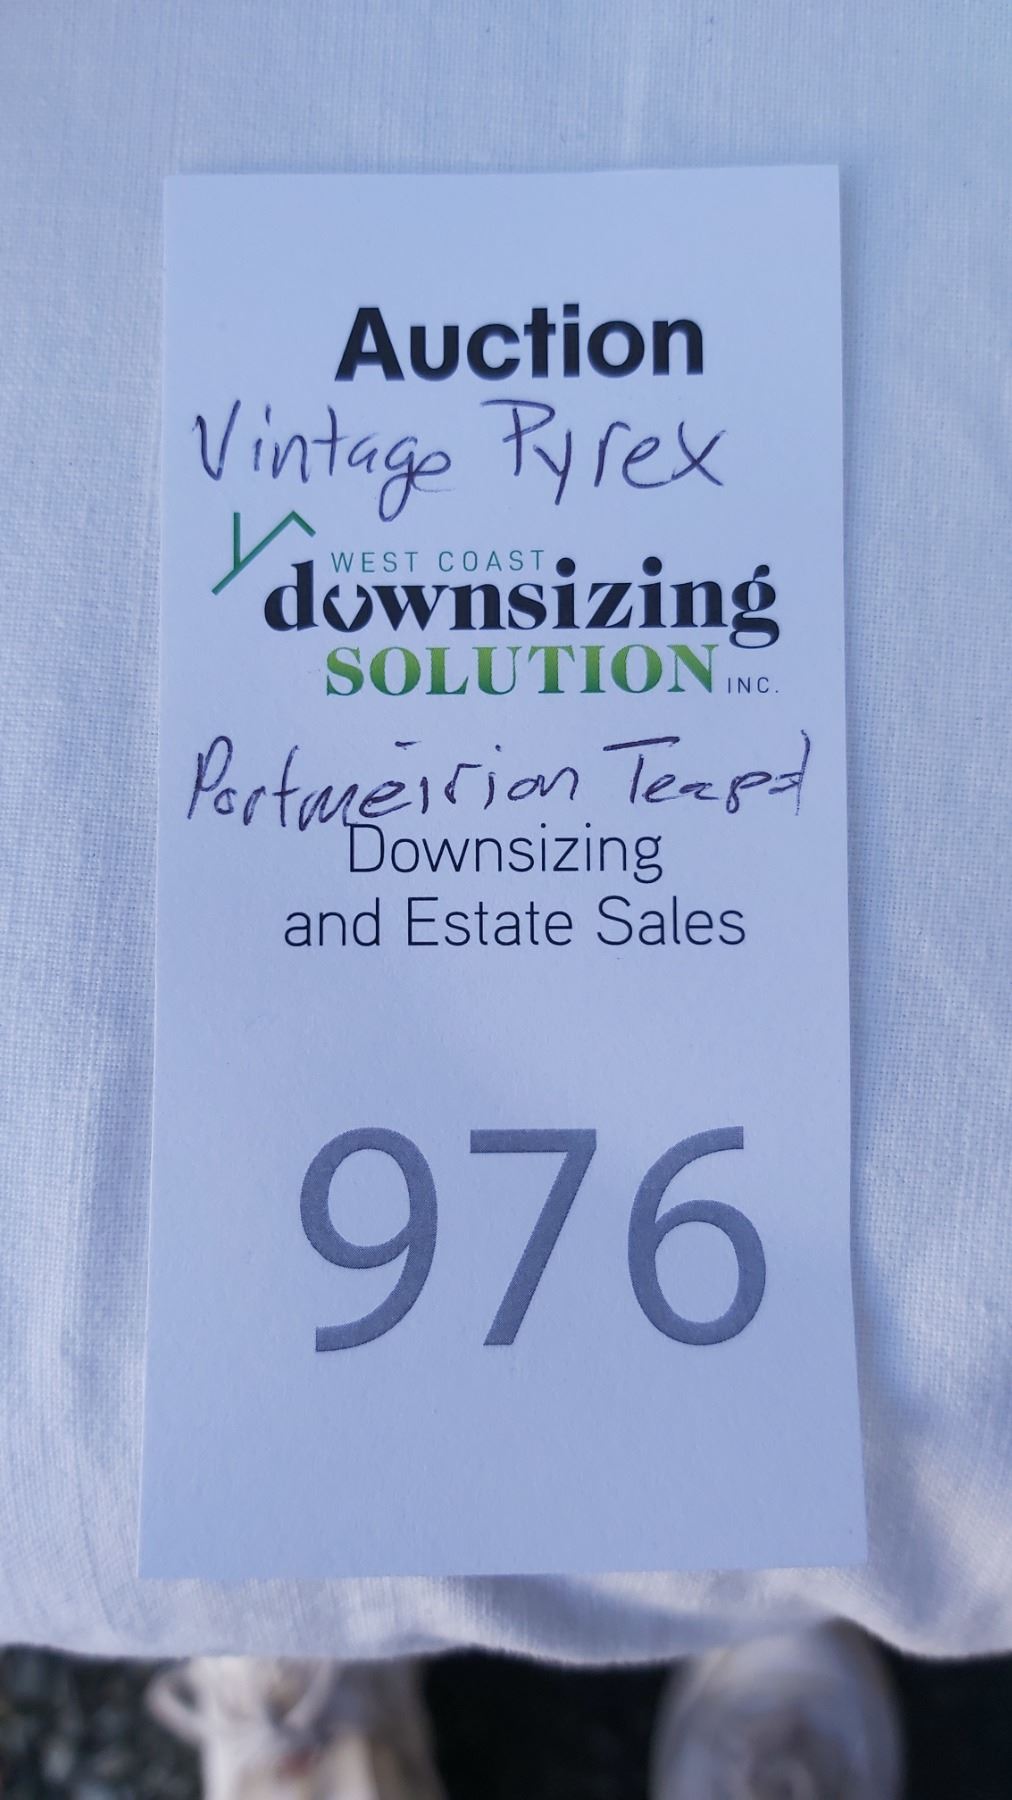 Auction
Vintage Pyrex
WEST COAST
downsizing
SOLUTION INC.
Portmeirion Teapot
Downsizing
and Estate Sales
976